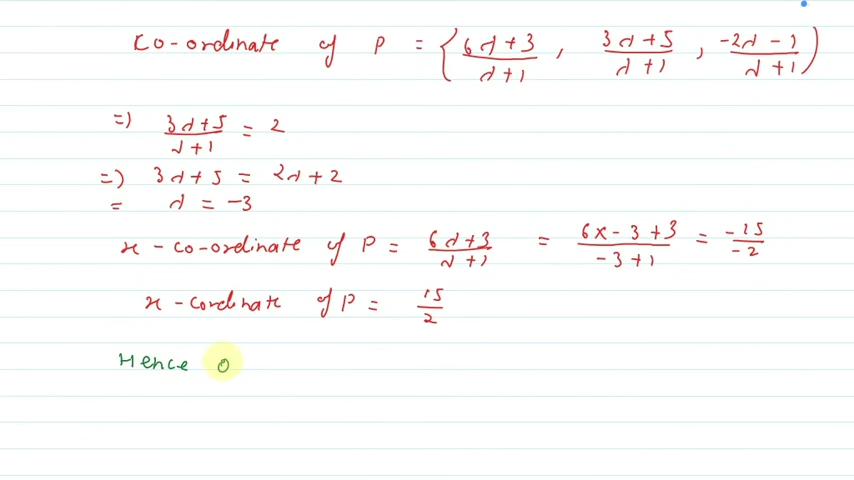 Co-ordinate of P = { (6λ+3)/(λ+1) , (3λ+5)/(λ+1) , (-2λ-1)/(λ+1) )
=) (3λ+5)/(λ+1) = 2
=) 3λ+5 = 2λ+2
= λ = -3
x-co-ordinate of P = (6λ+3)/(λ+1) = (6×-3+3)/(-3+1) = -15/-2
x-cordinate of P = 15/2
Hence O